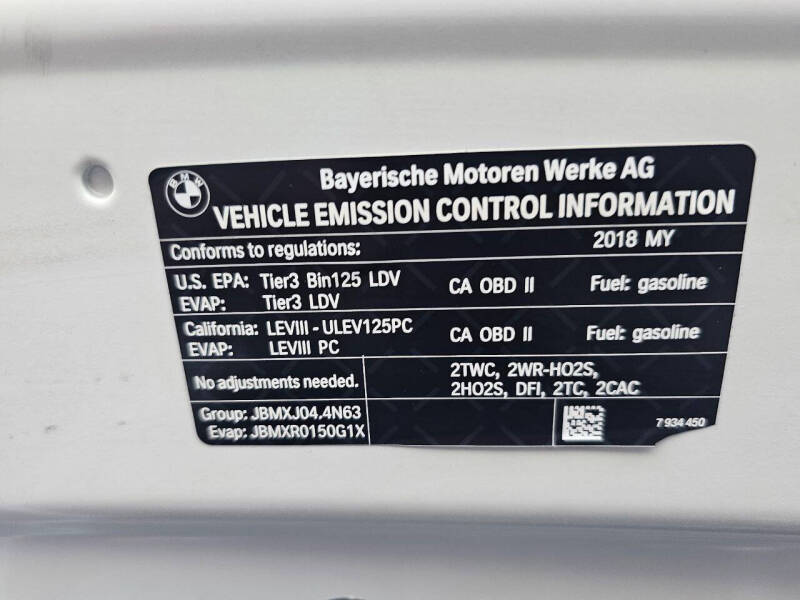 BMW
Bayerische Motoren Werke AG
VEHICLE EMISSION CONTROL INFORMATION
Conforms to regulations: 2018 MY
U.S. EPA: Tier3 Bin125 LDV CA OBD II Fuel: gasoline
EVAP: Tier3 LDV
California: LEVIII - ULEV125PC CA OBD II Fuel: gasoline
EVAP: LEVIII PC
No adjustments needed. 2TWC, 2WR-HO2S,
2HO2S, DFI, 2TC, 2CAC
Group: JBMXJ04.4N63
Evap: JBMXR0150G1X
7 934 450